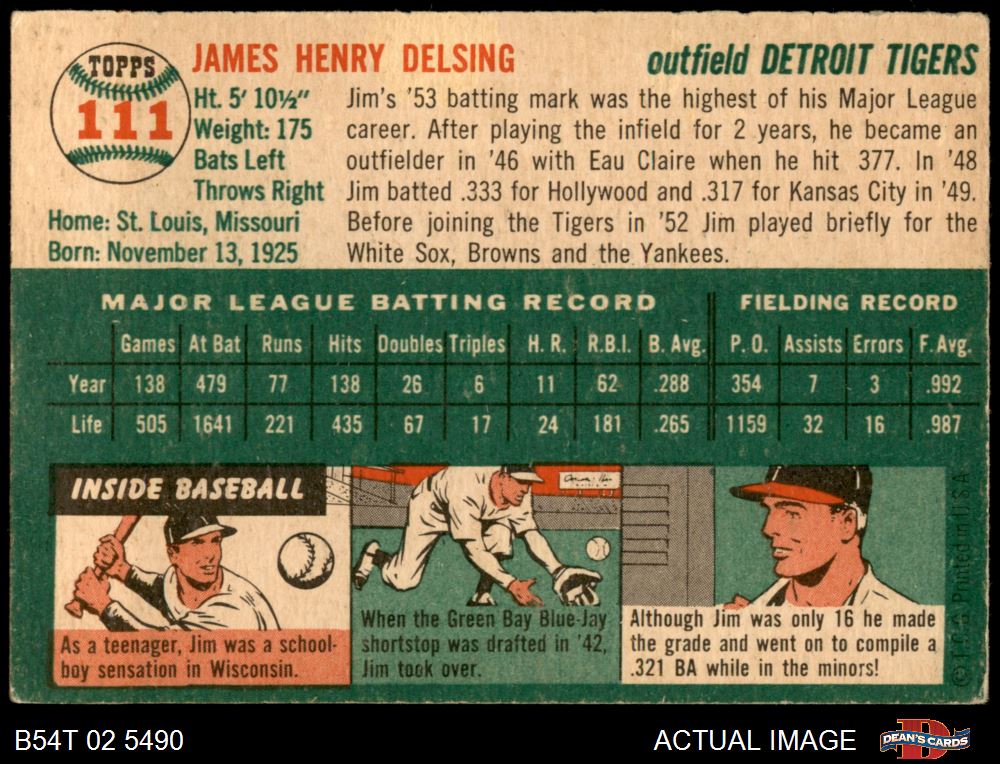 TOPPS
111
JAMES HENRY DELSING
outfield DETROIT TIGERS
Ht. 5' 10½"
Weight: 175
Bats Left
Throws Right
Home: St. Louis, Missouri
Born: November 13, 1925
Jim's '53 batting mark was the highest of his Major League
career. After playing the infield for 2 years, he became an
outfielder in '46 with Eau Claire when he hit 377. In '48
Jim batted .333 for Hollywood and .317 for Kansas City in '49.
Before joining the Tigers in '52 Jim played briefly for the
White Sox, Browns and the Yankees.
MAJOR LEAGUE BATTING RECORD FIELDING RECORD
Games At Bat Runs Hits Doubles Triples H. R. R.B.I. B. Avg. P. O. Assists Errors F. Avg.
Year 138 479 77 138 26 6 11 62 .288 354 7 3 .992
Life 505 1641 221 435 67 17 24 181 .265 1159 32 16 .987
INSIDE BASEBALL
As a teenager, Jim was a school-
boy sensation in Wisconsin.
When the Green Bay Blue-Jay
shortstop was drafted in '42,
Jim took over.
Although Jim was only 16 he made
the grade and went on to compile a
.321 BA while in the minors!
© T.C.G. Printed in U.S.A.
B54T 02 5490
ACTUAL IMAGE
DEAN'S CARDS